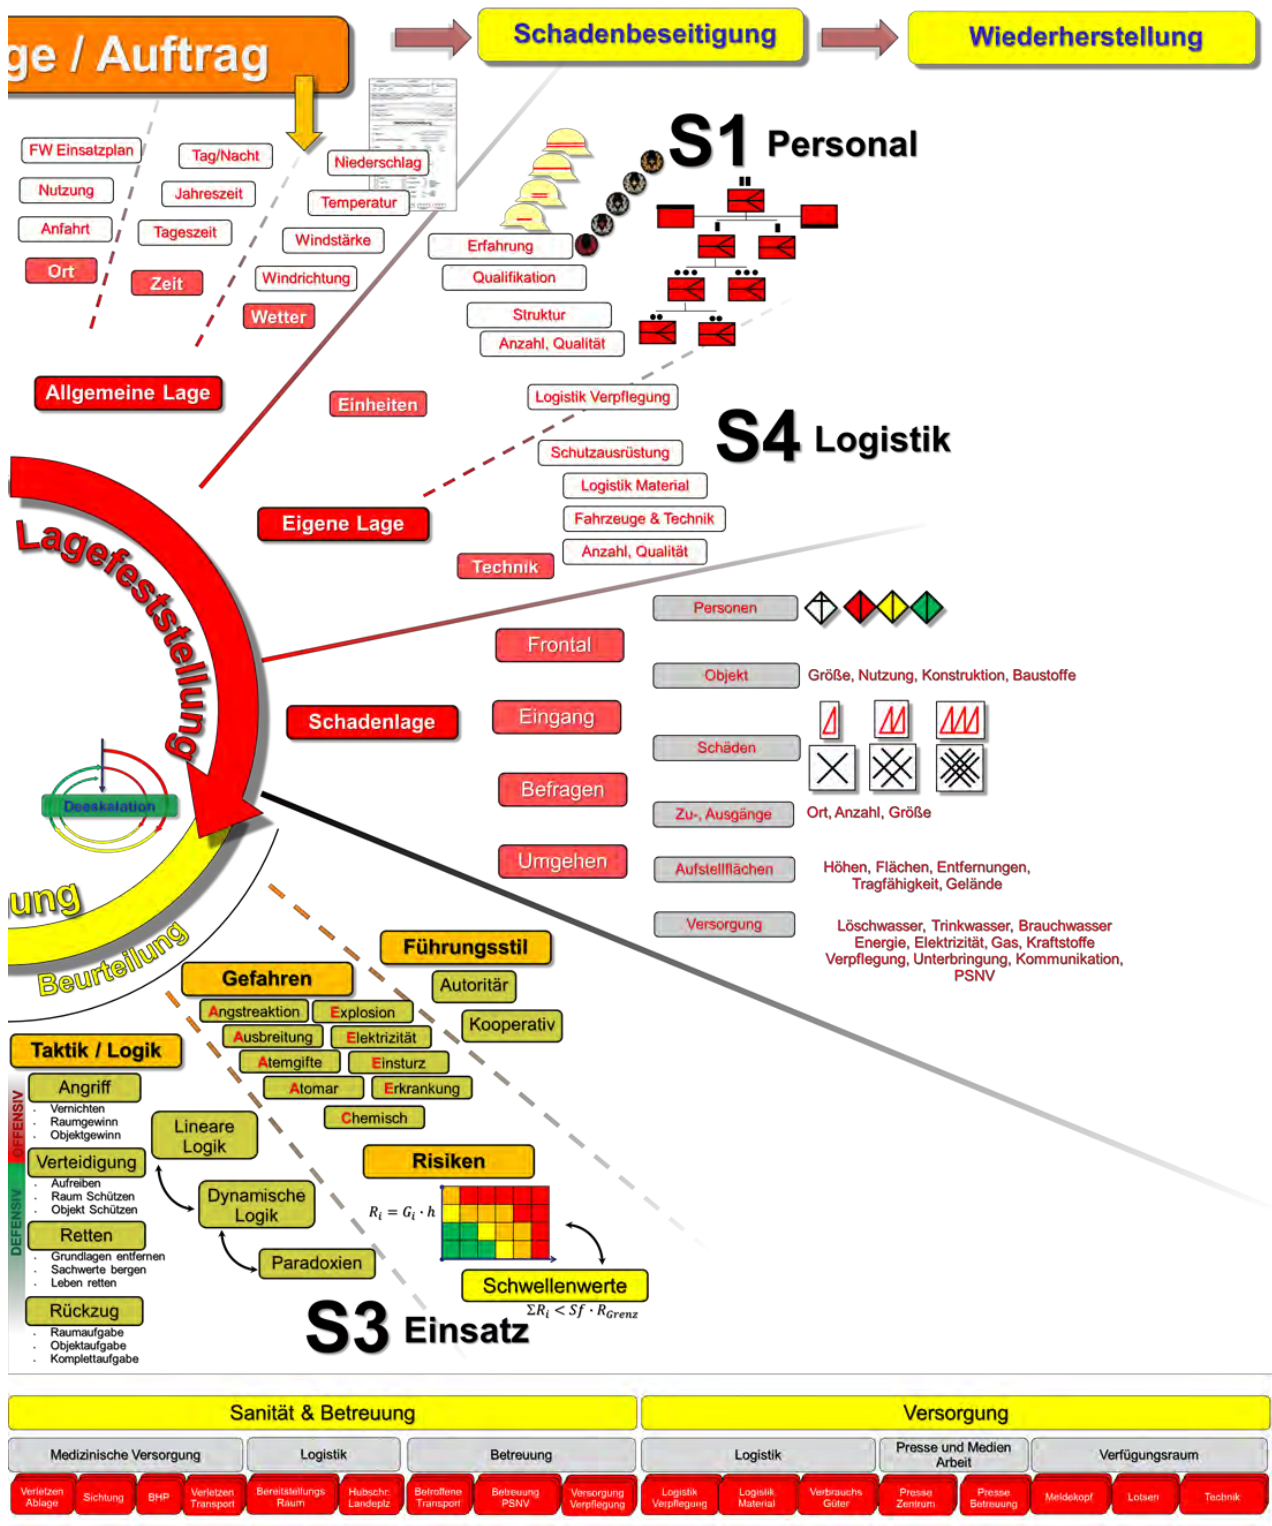 ge / Auftrag
Schadenbeseitigung
Wiederherstellung
FW Einsatzplan
Nutzung
Anfahrt
Ort
Tag/Nacht
Jahreszeit
Tageszeit
Zeit
Niederschlag
Temperatur
Windstärke
Windrichtung
Wetter
Allgemeine Lage
S1 Personal
Erfahrung
Qualifikation
Struktur
Anzahl, Qualität
Einheiten
Logistik Verpflegung
S4 Logistik
Schutzausrüstung
Logistik Material
Fahrzeuge & Technik
Anzahl, Qualität
Eigene Lage
Technik
Lagefeststellung
Schadenlage
Frontal
Eingang
Befragen
Umgehen
Personen
Objekt
Größe, Nutzung, Konstruktion, Baustoffe
Schäden
Zu-, Ausgänge
Ort, Anzahl, Größe
Aufstellflächen
Höhen, Flächen, Entfernungen,
Tragfähigkeit, Gelände
Versorgung
Löschwasser, Trinkwasser, Brauchwasser
Energie, Elektrizität, Gas, Kraftstoffe
Verpflegung, Unterbringung, Kommunikation,
PSNV
Deeskalation
ung
Beurteilung
Führungsstil
Autoritär
Kooperativ
Gefahren
Angstreaktion
Explosion
Ausbreitung
Elektrizität
Atemgifte
Einsturz
Atomar
Erkrankung
Chemisch
Taktik / Logik
OFFENSIV
DEFENSIV
Angriff
. Vernichten
. Raumgewinn
. Objektgewinn
Verteidigung
. Aufreiben
. Raum Schützen
. Objekt Schützen
Retten
. Grundlagen entfernen
. Sachwerte bergen
. Leben retten
Rückzug
. Raumaufgabe
. Objektaufgabe
. Komplettaufgabe
Lineare
Logik
Dynamische
Logik
Paradoxien
Risiken
R_i = G_i · h
Schwellenwerte
ΣR_i < Sf · R_Grenz
S3 Einsatz
Sanität & Betreuung
Versorgung
Medizinische Versorgung
Logistik
Betreuung
Logistik
Presse und Medien
Arbeit
Verfügungsraum
Verletzen
Ablage
Sichtung
BHP
Verletzen
Transport
Bereitstellungs
Raum
Hubschr.
Landeplz
Betroffene
Transport
Betreuung
PSNV
Versorgung
Verpflegung
Logistik
Verpflegung
Logistik
Material
Verbrauchs
Güter
Presse
Zentrum
Presse
Betreuung
Meldekopf
Lotsen
Technik